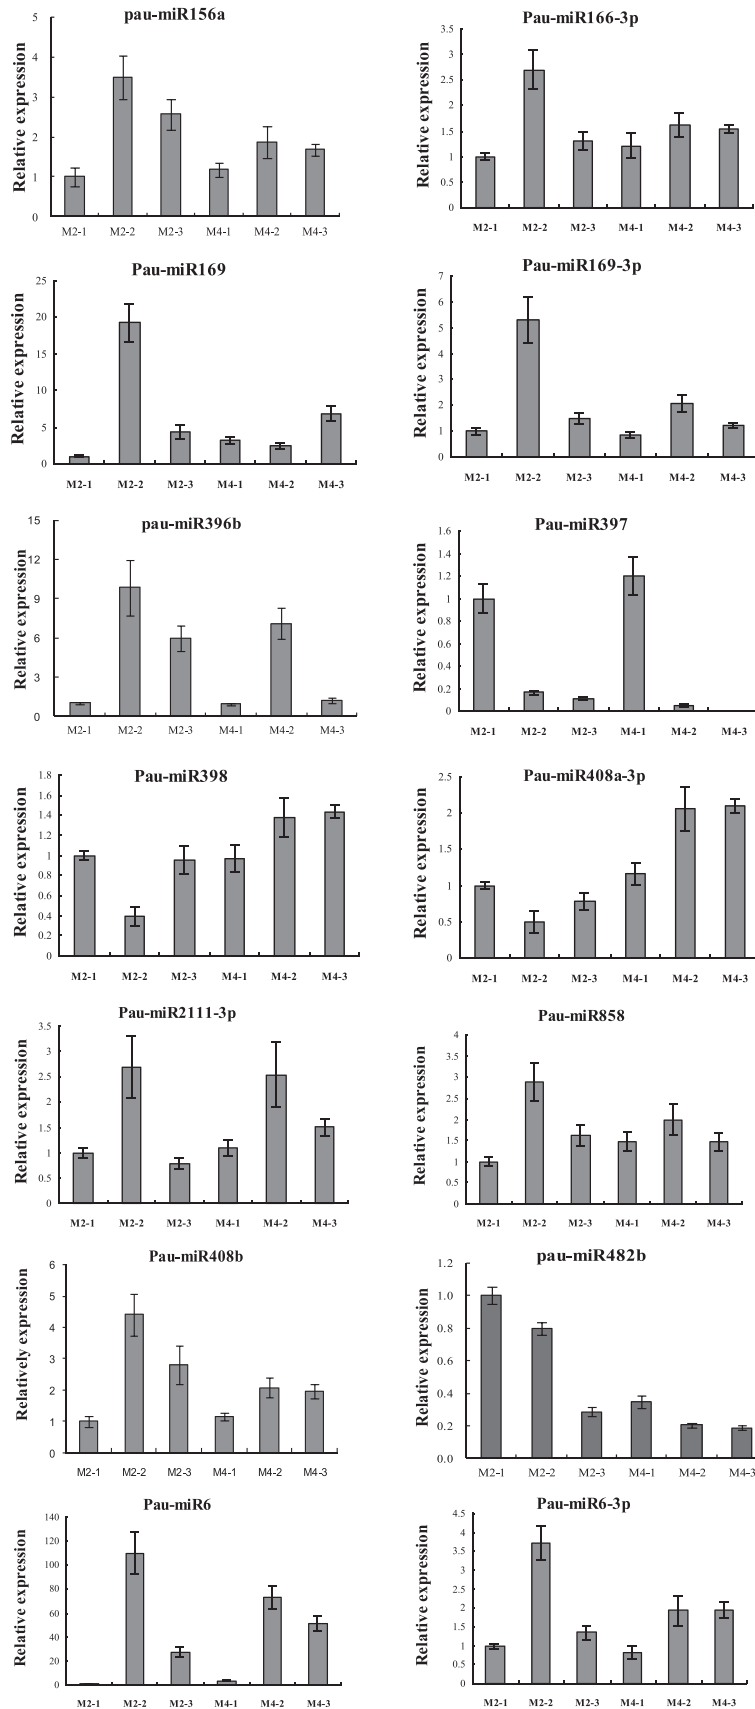 pau-miR156a
Relative expression
5
4
3
2
1
0
M2-1 M2-2 M2-3 M4-1 M4-2 M4-3
Pau-miR166-3p
Relative expression
3.5
3
2.5
2
1.5
1
0.5
0
M2-1 M2-2 M2-3 M4-1 M4-2 M4-3
Pau-miR169
Relative expression
25
20
15
10
5
0
M2-1 M2-2 M2-3 M4-1 M4-2 M4-3
Pau-miR169-3p
Relative expression
7
6
5
4
3
2
1
0
M2-1 M2-2 M2-3 M4-1 M4-2 M4-3
pau-miR396b
Relative expression
15
12
9
6
3
0
M2-1 M2-2 M2-3 M4-1 M4-2 M4-3
Pau-miR397
Relative expression
1.6
1.4
1.2
1
0.8
0.6
0.4
0.2
0
M2-1 M2-2 M2-3 M4-1 M4-2 M4-3
Pau-miR398
Relative expression
1.8
1.6
1.4
1.2
1
0.8
0.6
0.4
0.2
0
M2-1 M2-2 M2-3 M4-1 M4-2 M4-3
Pau-miR408a-3p
Relative expression
2.5
2
1.5
1
0.5
0
M2-1 M2-2 M2-3 M4-1 M4-2 M4-3
Pau-miR2111-3p
Relative expression
3.5
3
2.5
2
1.5
1
0.5
0
M2-1 M2-2 M2-3 M4-1 M4-2 M4-3
Pau-miR858
Relative expression
4
3.5
3
2.5
2
1.5
1
0.5
0
M2-1 M2-2 M2-3 M4-1 M4-2 M4-3
Pau-miR408b
Relatively expression
6
5
4
3
2
1
0
M2-1 M2-2 M2-3 M4-1 M4-2 M4-3
pau-miR482b
Relative expression
1.2
1.0
0.8
0.6
0.4
0.2
0.0
M2-1 M2-2 M2-3 M4-1 M4-2 M4-3
Pau-miR6
Relative expression
140
120
100
80
60
40
20
0
M2-1 M2-2 M2-3 M4-1 M4-2 M4-3
Pau-miR6-3p
Relative expression
4.5
4
3.5
3
2.5
2
1.5
1
0.5
0
M2-1 M2-2 M2-3 M4-1 M4-2 M4-3